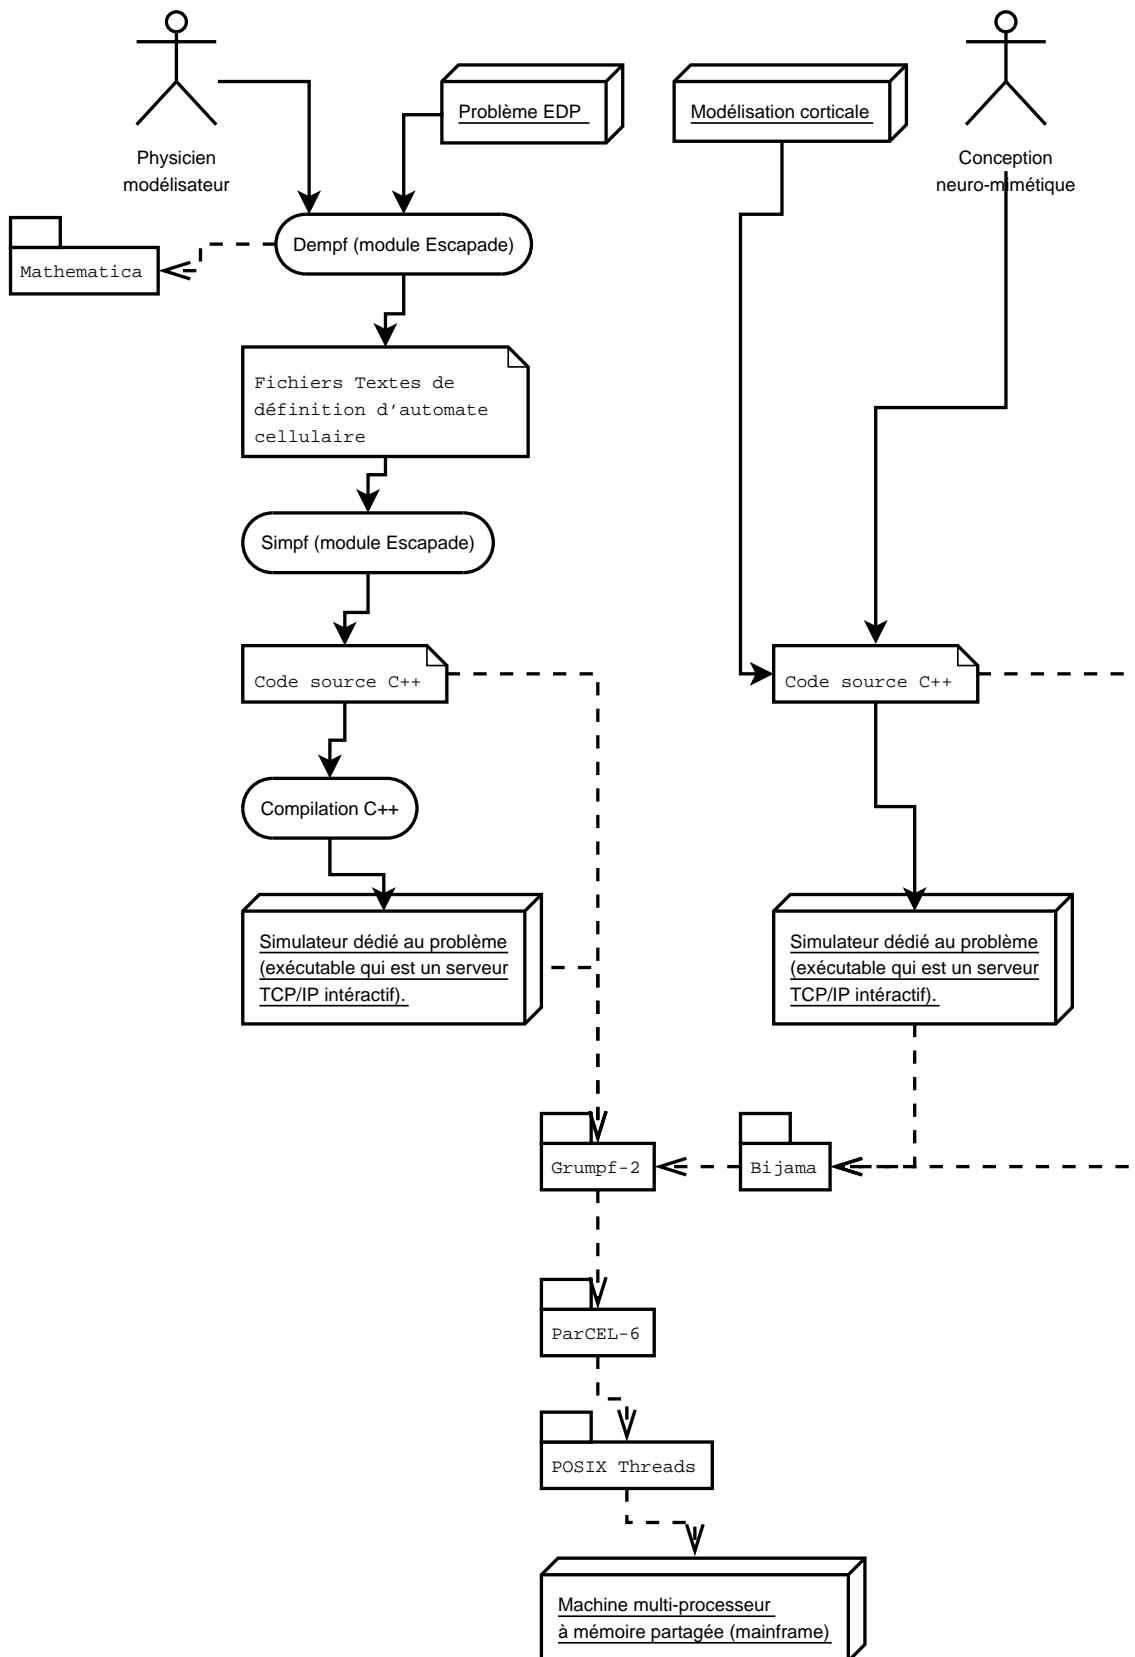 Problème EDP
Modélisation corticale
Physicien
modélisateur
Conception
neuro-mimétique
Dempf (module Escapade)
Mathematica
Fichiers Textes de
définition d'automate
cellulaire
Simpf (module Escapade)
Code source C++
Code source C++
Compilation C++
Simulateur dédié au problème
(exécutable qui est un serveur
TCP/IP intéractif).
Simulateur dédié au problème
(exécutable qui est un serveur
TCP/IP intéractif).
Grumpf-2
Bijama
ParCEL-6
POSIX Threads
Machine multi-processeur
à mémoire partagée (mainframe)